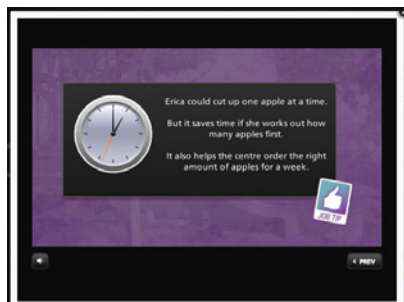 Erica could cut up one apple at a time.
But it saves time if she works out how
many apples first.
It also helps the centre order the right
amount of apples for a week.
JOB TIP
< PREV